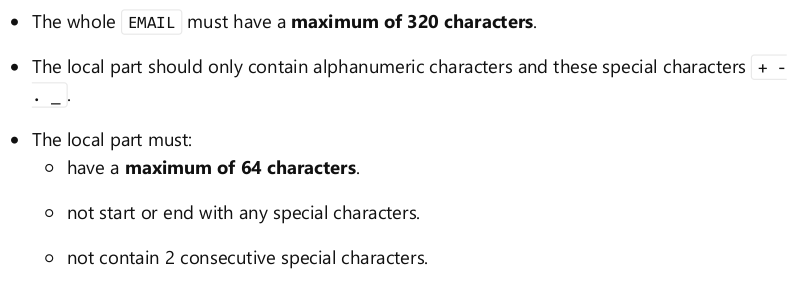 • The whole EMAIL must have a maximum of 320 characters.
• The local part should only contain alphanumeric characters and these special characters + -
. _.
• The local part must:
◦ have a maximum of 64 characters.
◦ not start or end with any special characters.
◦ not contain 2 consecutive special characters.